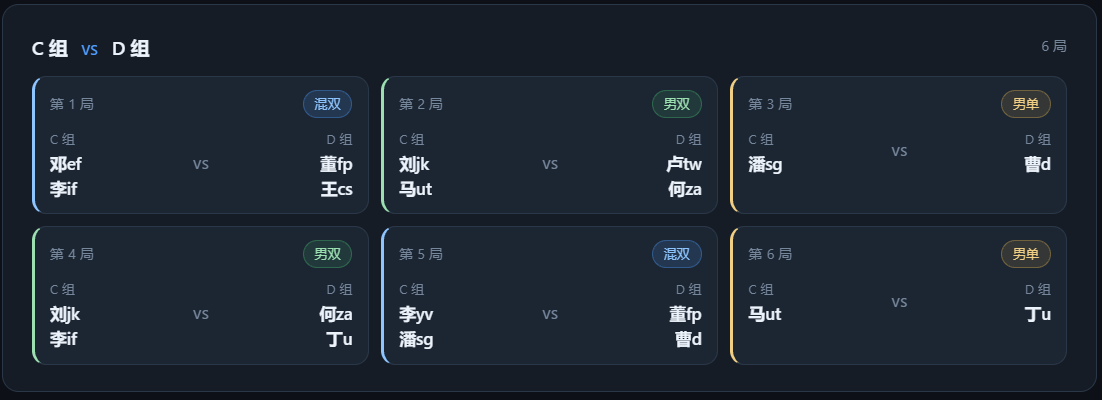 C 组 vs D 组
6 局
第 1 局
混双
C 组
邓ef
李if
vs
D 组
董fp
王cs
第 2 局
男双
C 组
刘jk
马ut
vs
D 组
卢tw
何za
第 3 局
男单
C 组
潘sg
vs
D 组
曹d
第 4 局
男双
C 组
刘jk
李if
vs
D 组
何za
丁u
第 5 局
混双
C 组
李yv
潘sg
vs
D 组
董fp
曹d
第 6 局
男单
C 组
马ut
vs
D 组
丁u